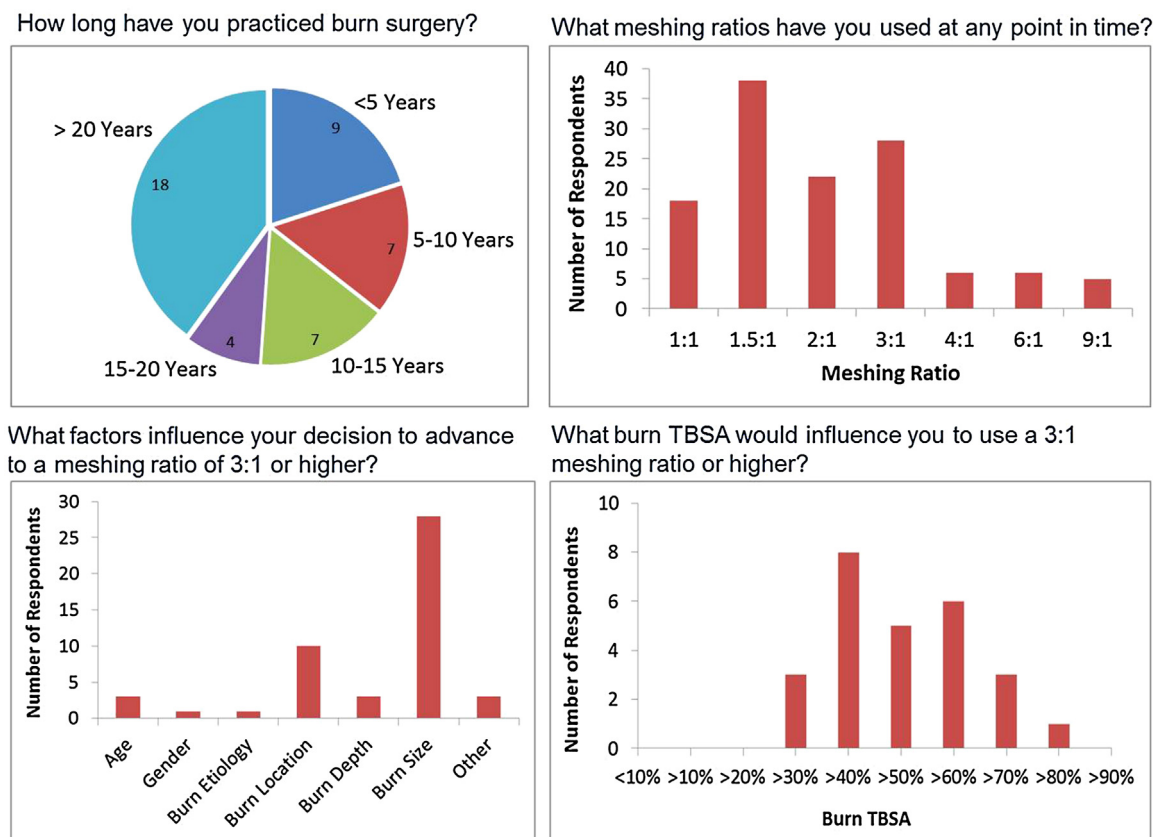 How long have you practiced burn surgery?
<5 Years
9
> 20 Years
18
5-10 Years
7
10-15 Years
7
15-20 Years
4
What meshing ratios have you used at any point in time?
Number of Respondents
40
35
30
25
20
15
10
5
0
1:1 1.5:1 2:1 3:1 4:1 6:1 9:1
Meshing Ratio
What factors influence your decision to advance
to a meshing ratio of 3:1 or higher?
Number of Respondents
30
25
20
15
10
5
0
Age
Gender
Burn Etiology
Burn Location
Burn Depth
Burn Size
Other
What burn TBSA would influence you to use a 3:1
meshing ratio or higher?
Number of Respondents
10
8
6
4
2
0
<10% >10% >20% >30% >40% >50% >60% >70% >80% >90%
Burn TBSA